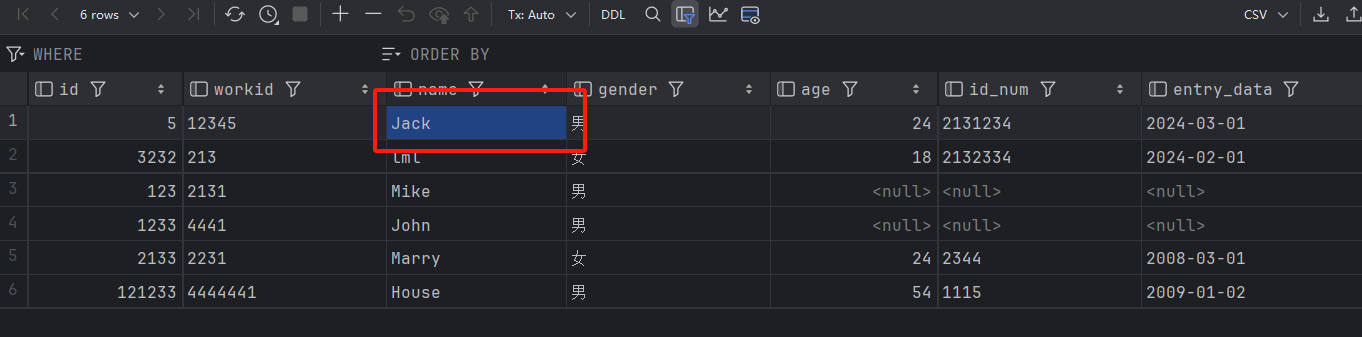 6 rows Tx: Auto DDL CSV
WHERE ORDER BY
id workid name gender age id_num entry_data
1 5 12345 Jack 男 24 2131234 2024-03-01
2 3232 213 lml 女 18 2132334 2024-02-01
3 123 2131 Mike 男 <null> <null> <null>
4 1233 4441 John 男 <null> <null> <null>
5 2133 2231 Marry 女 24 2344 2008-03-01
6 121233 4444441 House 男 54 1115 2009-01-02